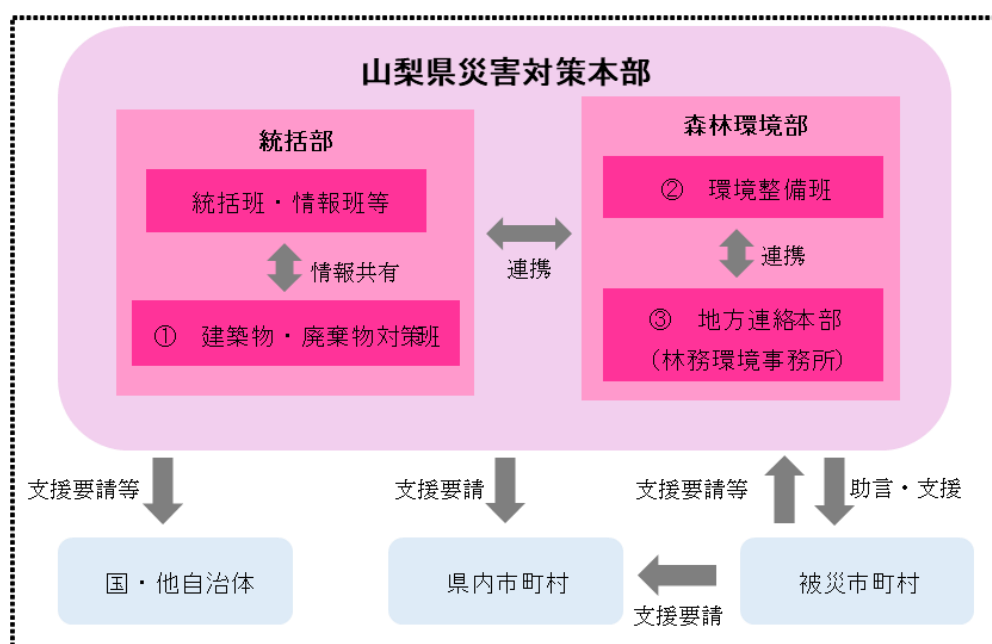 山梨県災害対策本部
統括部
統括班・情報班等
情報共有
① 建築物・廃棄物対策班
連携
森林環境部
② 環境整備班
連携
③ 地方連絡本部
(林務環境事務所)
支援要請等
支援要請
支援要請等
助言・支援
国・他自治体
県内市町村
支援要請
被災市町村